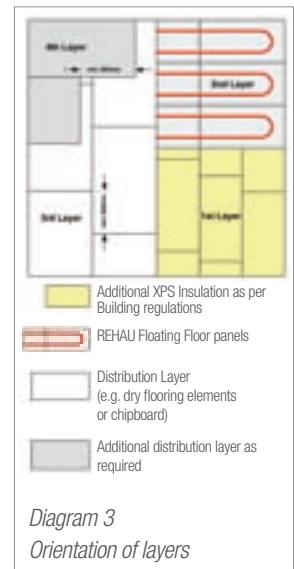 4th Layer
2nd Layer
3rd Layer
1st Layer
Additional XPS Insulation as per
Building regulations
REHAU Floating Floor panels
Distribution Layer
(e.g. dry flooring elements
or chipboard)
Additional distribution layer as
required
Diagram 3
Orientation of layers